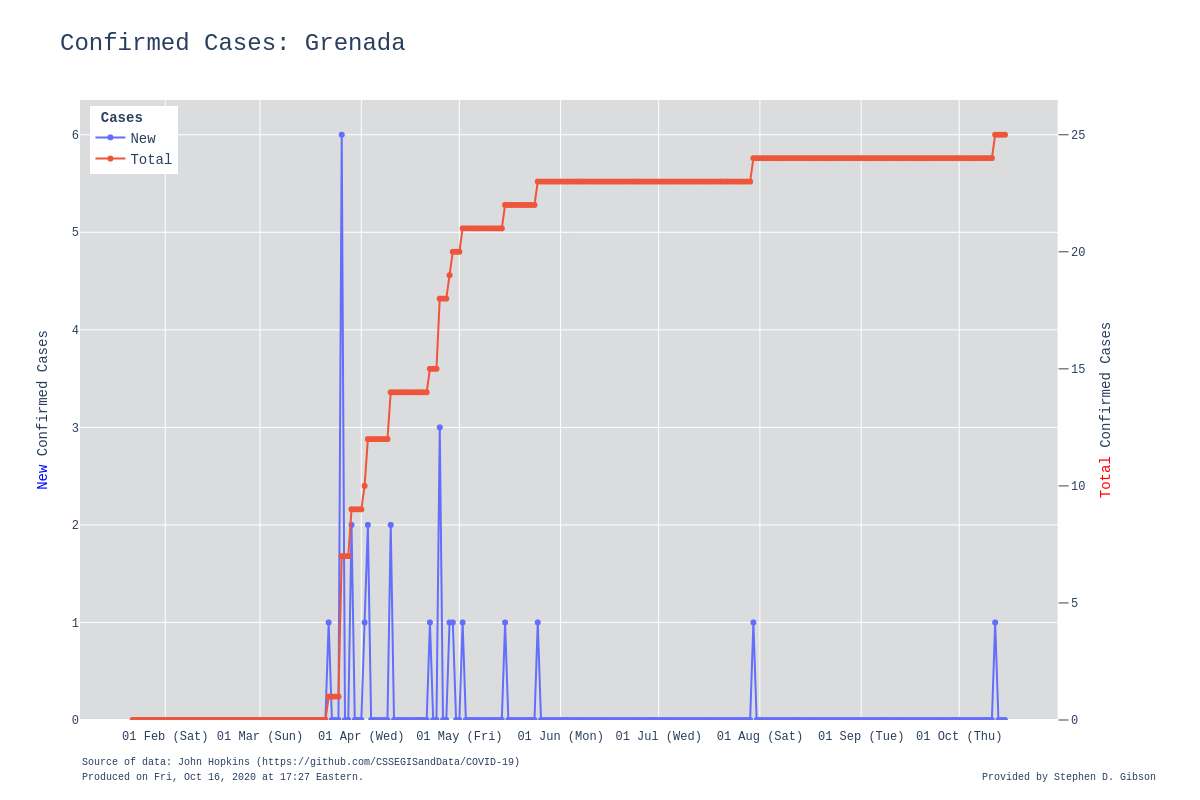 Confirmed Cases: Grenada
Cases
New
Total
6
5
4
3
2
1
0
25
20
15
10
5
0
New Confirmed Cases
Total Confirmed Cases
01 Feb (Sat) 01 Mar (Sun) 01 Apr (Wed) 01 May (Fri) 01 Jun (Mon) 01 Jul (Wed) 01 Aug (Sat) 01 Sep (Tue) 01 Oct (Thu)
Source of data: John Hopkins (https://github.com/CSSEGISandData/COVID-19)
Produced on Fri, Oct 16, 2020 at 17:27 Eastern.
Provided by Stephen D. Gibson